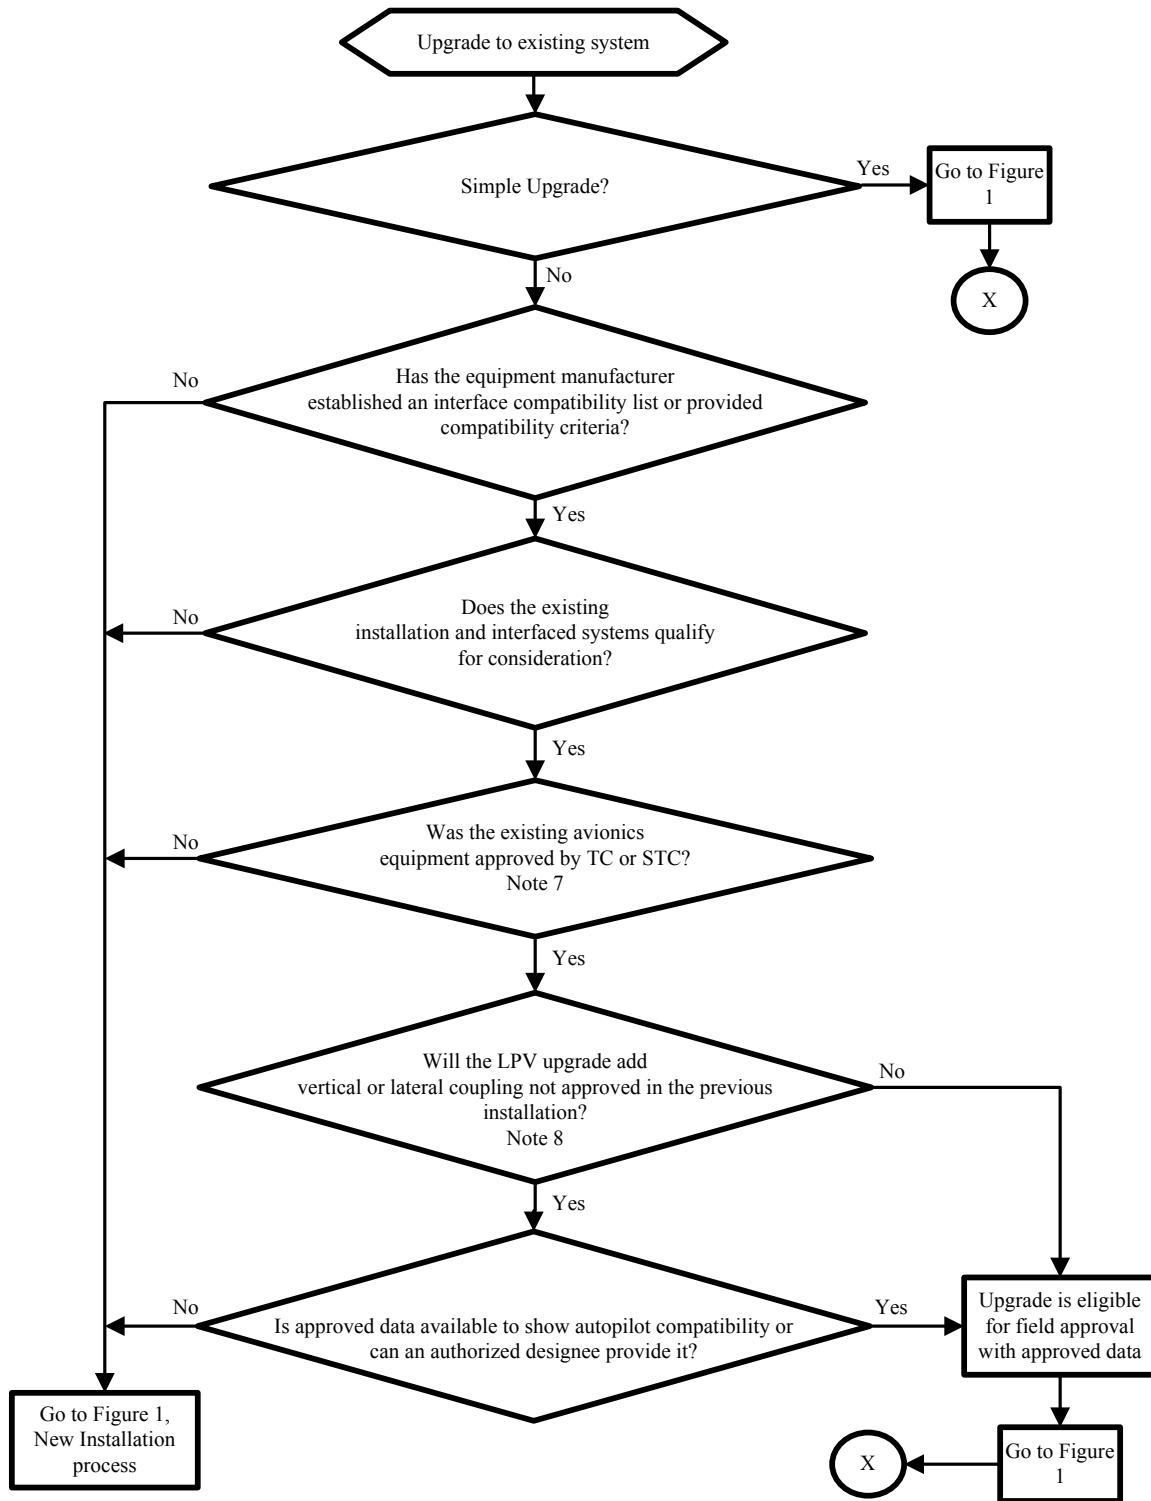 Upgrade to existing system
Simple Upgrade?
Yes
Go to Figure
1
X
No
Has the equipment manufacturer
established an interface compatibility list or provided
compatibility criteria?
No
Yes
Does the existing
installation and interfaced systems qualify
for consideration?
No
Yes
Was the existing avionics
equipment approved by TC or STC?
Note 7
No
Yes
Will the LPV upgrade add
vertical or lateral coupling not approved in the previous
installation?
Note 8
No
Yes
Is approved data available to show autopilot compatibility or
can an authorized designee provide it?
No
Yes
Upgrade is eligible
for field approval
with approved data
Go to Figure 1,
New Installation
process
Go to Figure
1
X